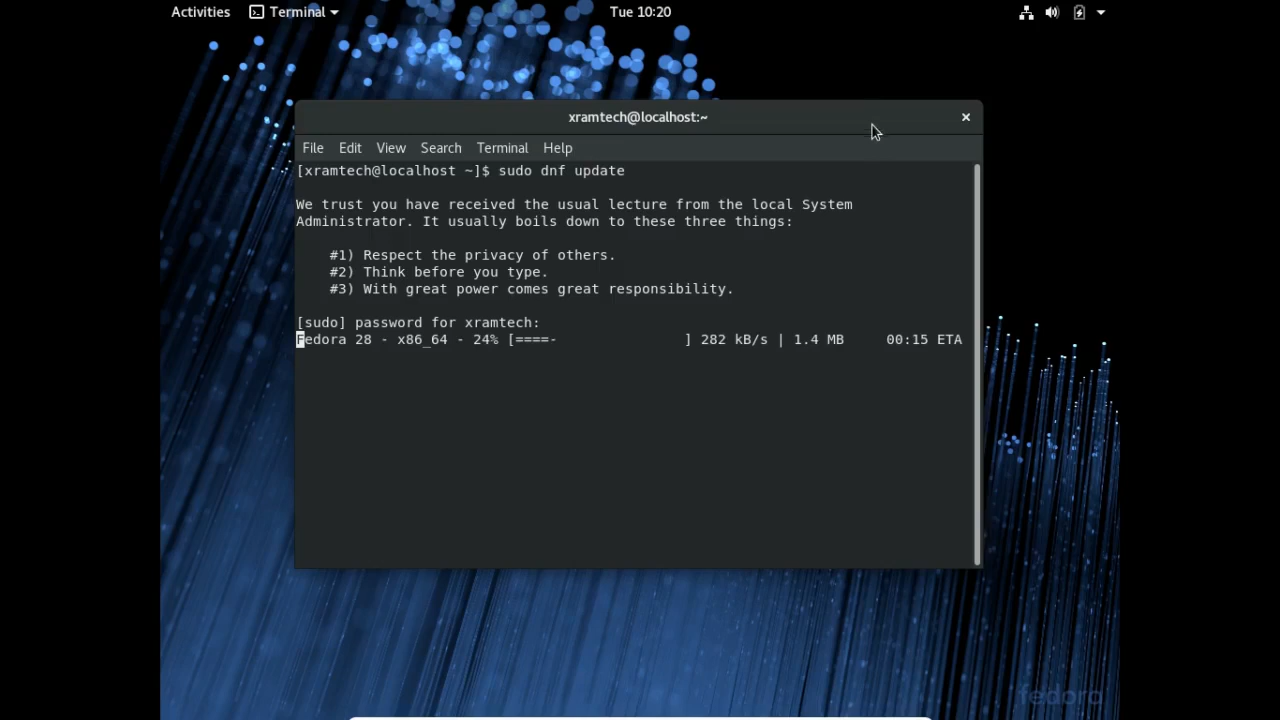 Activities Terminal Tue 10:20
xramtech@localhost:~
File Edit View Search Terminal Help
[xramtech@localhost ~]$ sudo dnf update
We trust you have received the usual lecture from the local System
Administrator. It usually boils down to these three things:
#1) Respect the privacy of others.
#2) Think before you type.
#3) With great power comes great responsibility.
[sudo] password for xramtech:
Fedora 28 - x86_64 - 24% [====- ] 282 kB/s | 1.4 MB 00:15 ETA
fedora